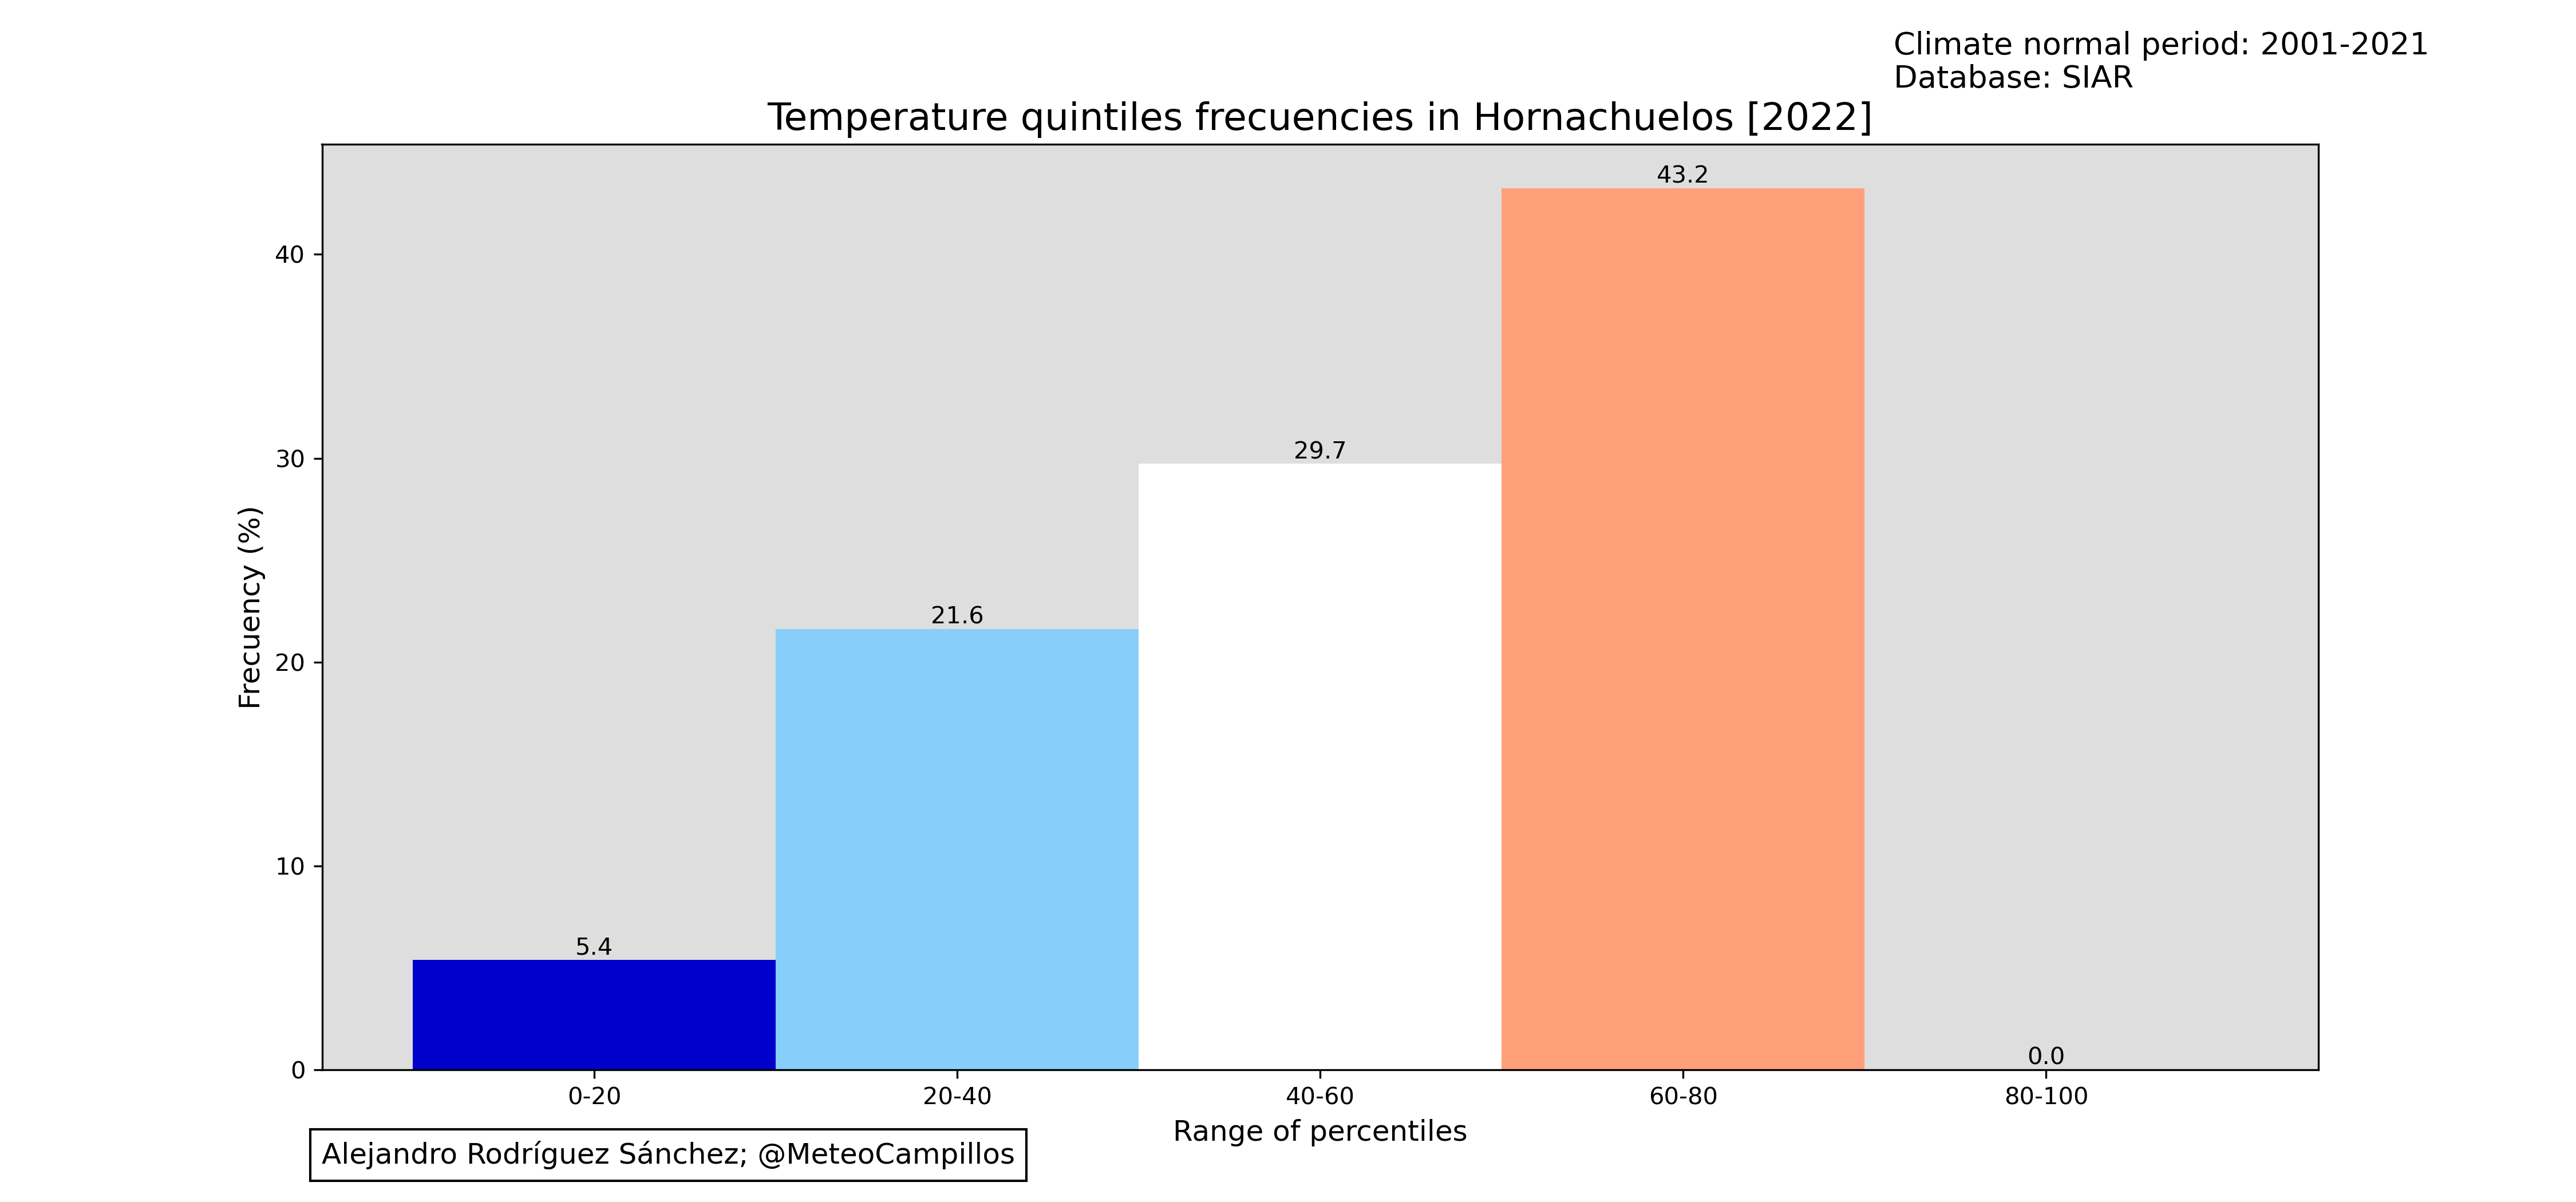 Climate normal period: 2001-2021
Database: SIAR
Temperature quintiles frecuencies in Hornachuelos [2022]
43.2
40
30
29.7
Frecuency (%)
21.6
20
10
5.4
0
0.0
0-20 20-40 40-60 60-80 80-100
Range of percentiles
Alejandro Rodríguez Sánchez; @MeteoCampillos